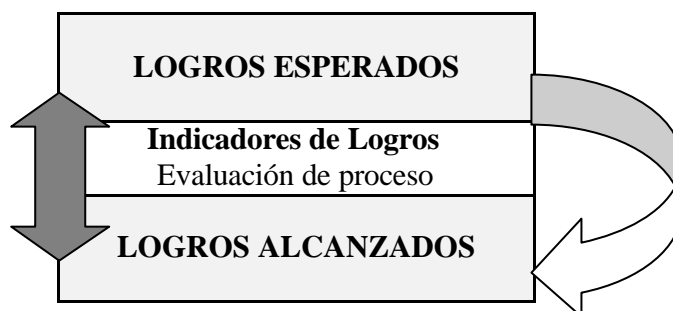 LOGROS ESPERADOS
Indicadores de Logros
Evaluación de proceso
LOGROS ALCANZADOS